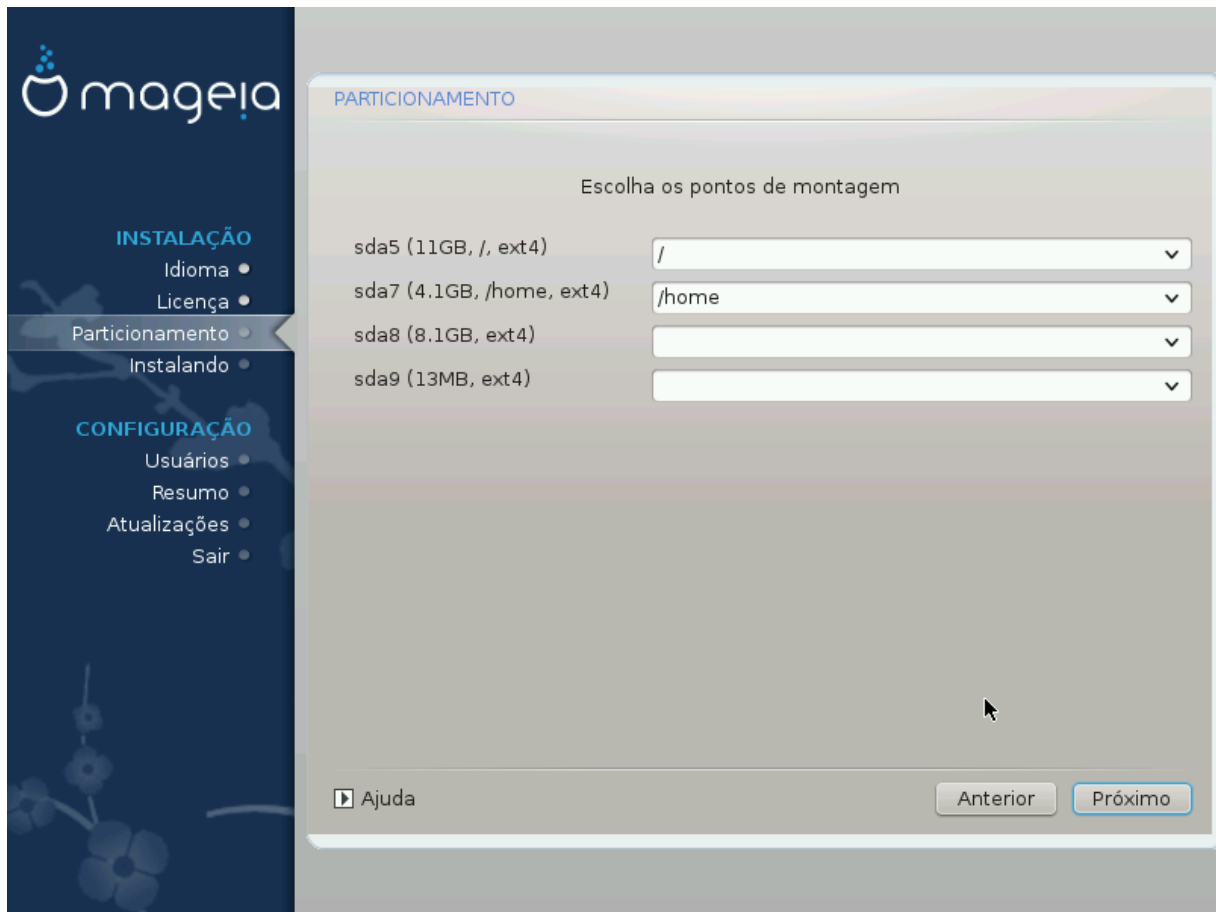 mageia
INSTALAÇÃO
Idioma
Licença
Particionamento
Instalando
CONFIGURAÇÃO
Usuários
Resumo
Atualizações
Sair
PARTICIONAMENTO
Escolha os pontos de montagem
sda5 (11GB, /, ext4) /
sda7 (4.1GB, /home, ext4) /home
sda8 (8.1GB, ext4)
sda9 (13MB, ext4)
Ajuda Anterior Próximo